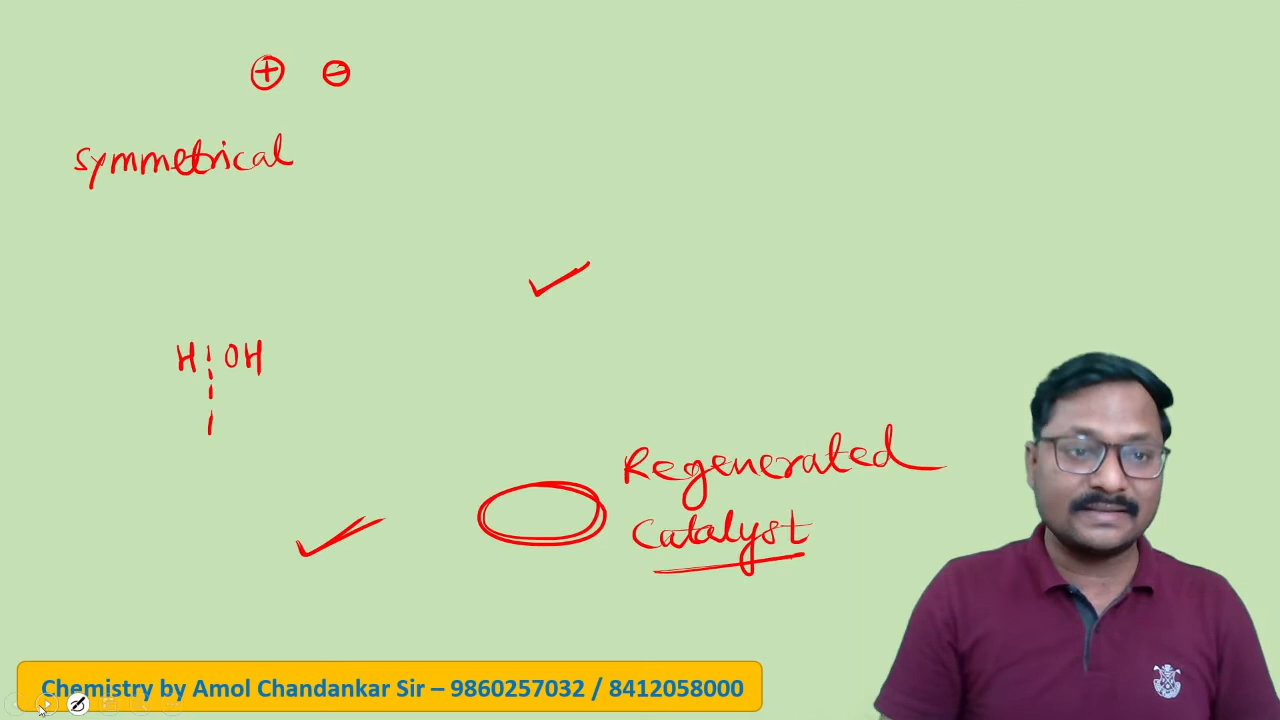 ⊕ ⊖
Symmetrical
H OH
Regenerated
Catalyst
Chemistry by Amol Chandankar Sir – 9860257032 / 8412058000